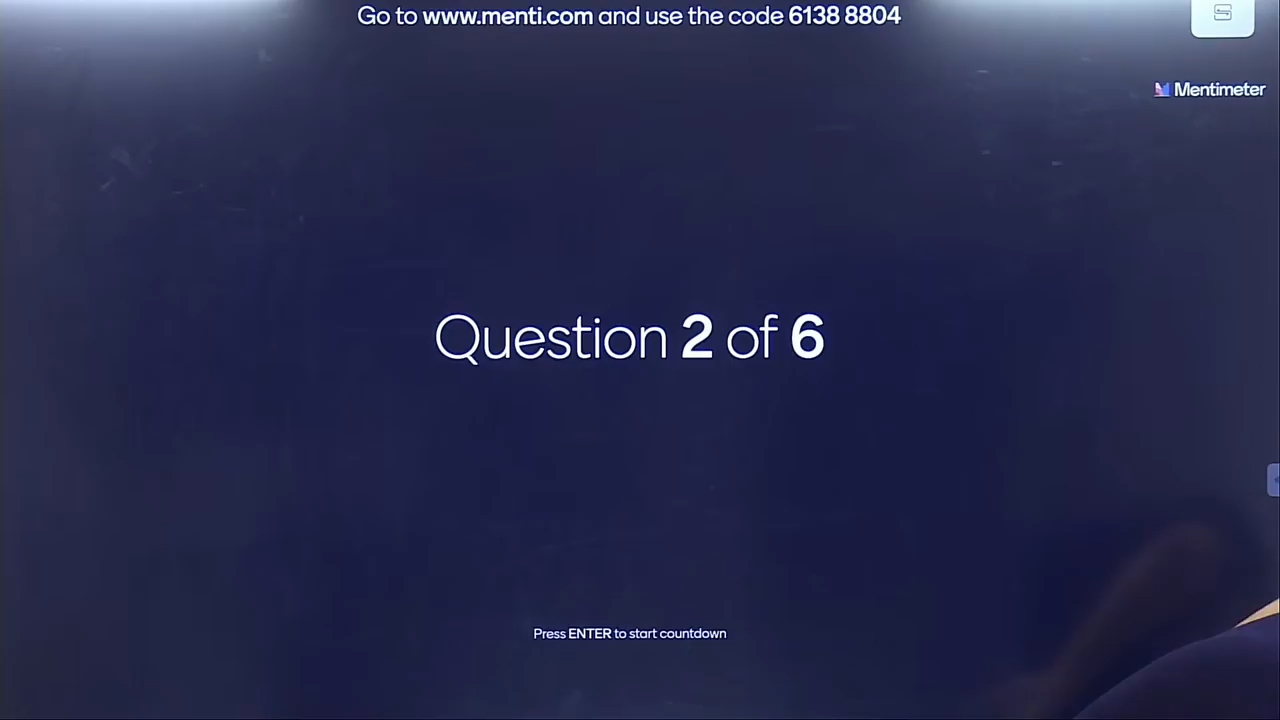 Go to www.menti.com and use the code 6138 8804
Mentimeter
Question 2 of 6
Press ENTER to start countdown